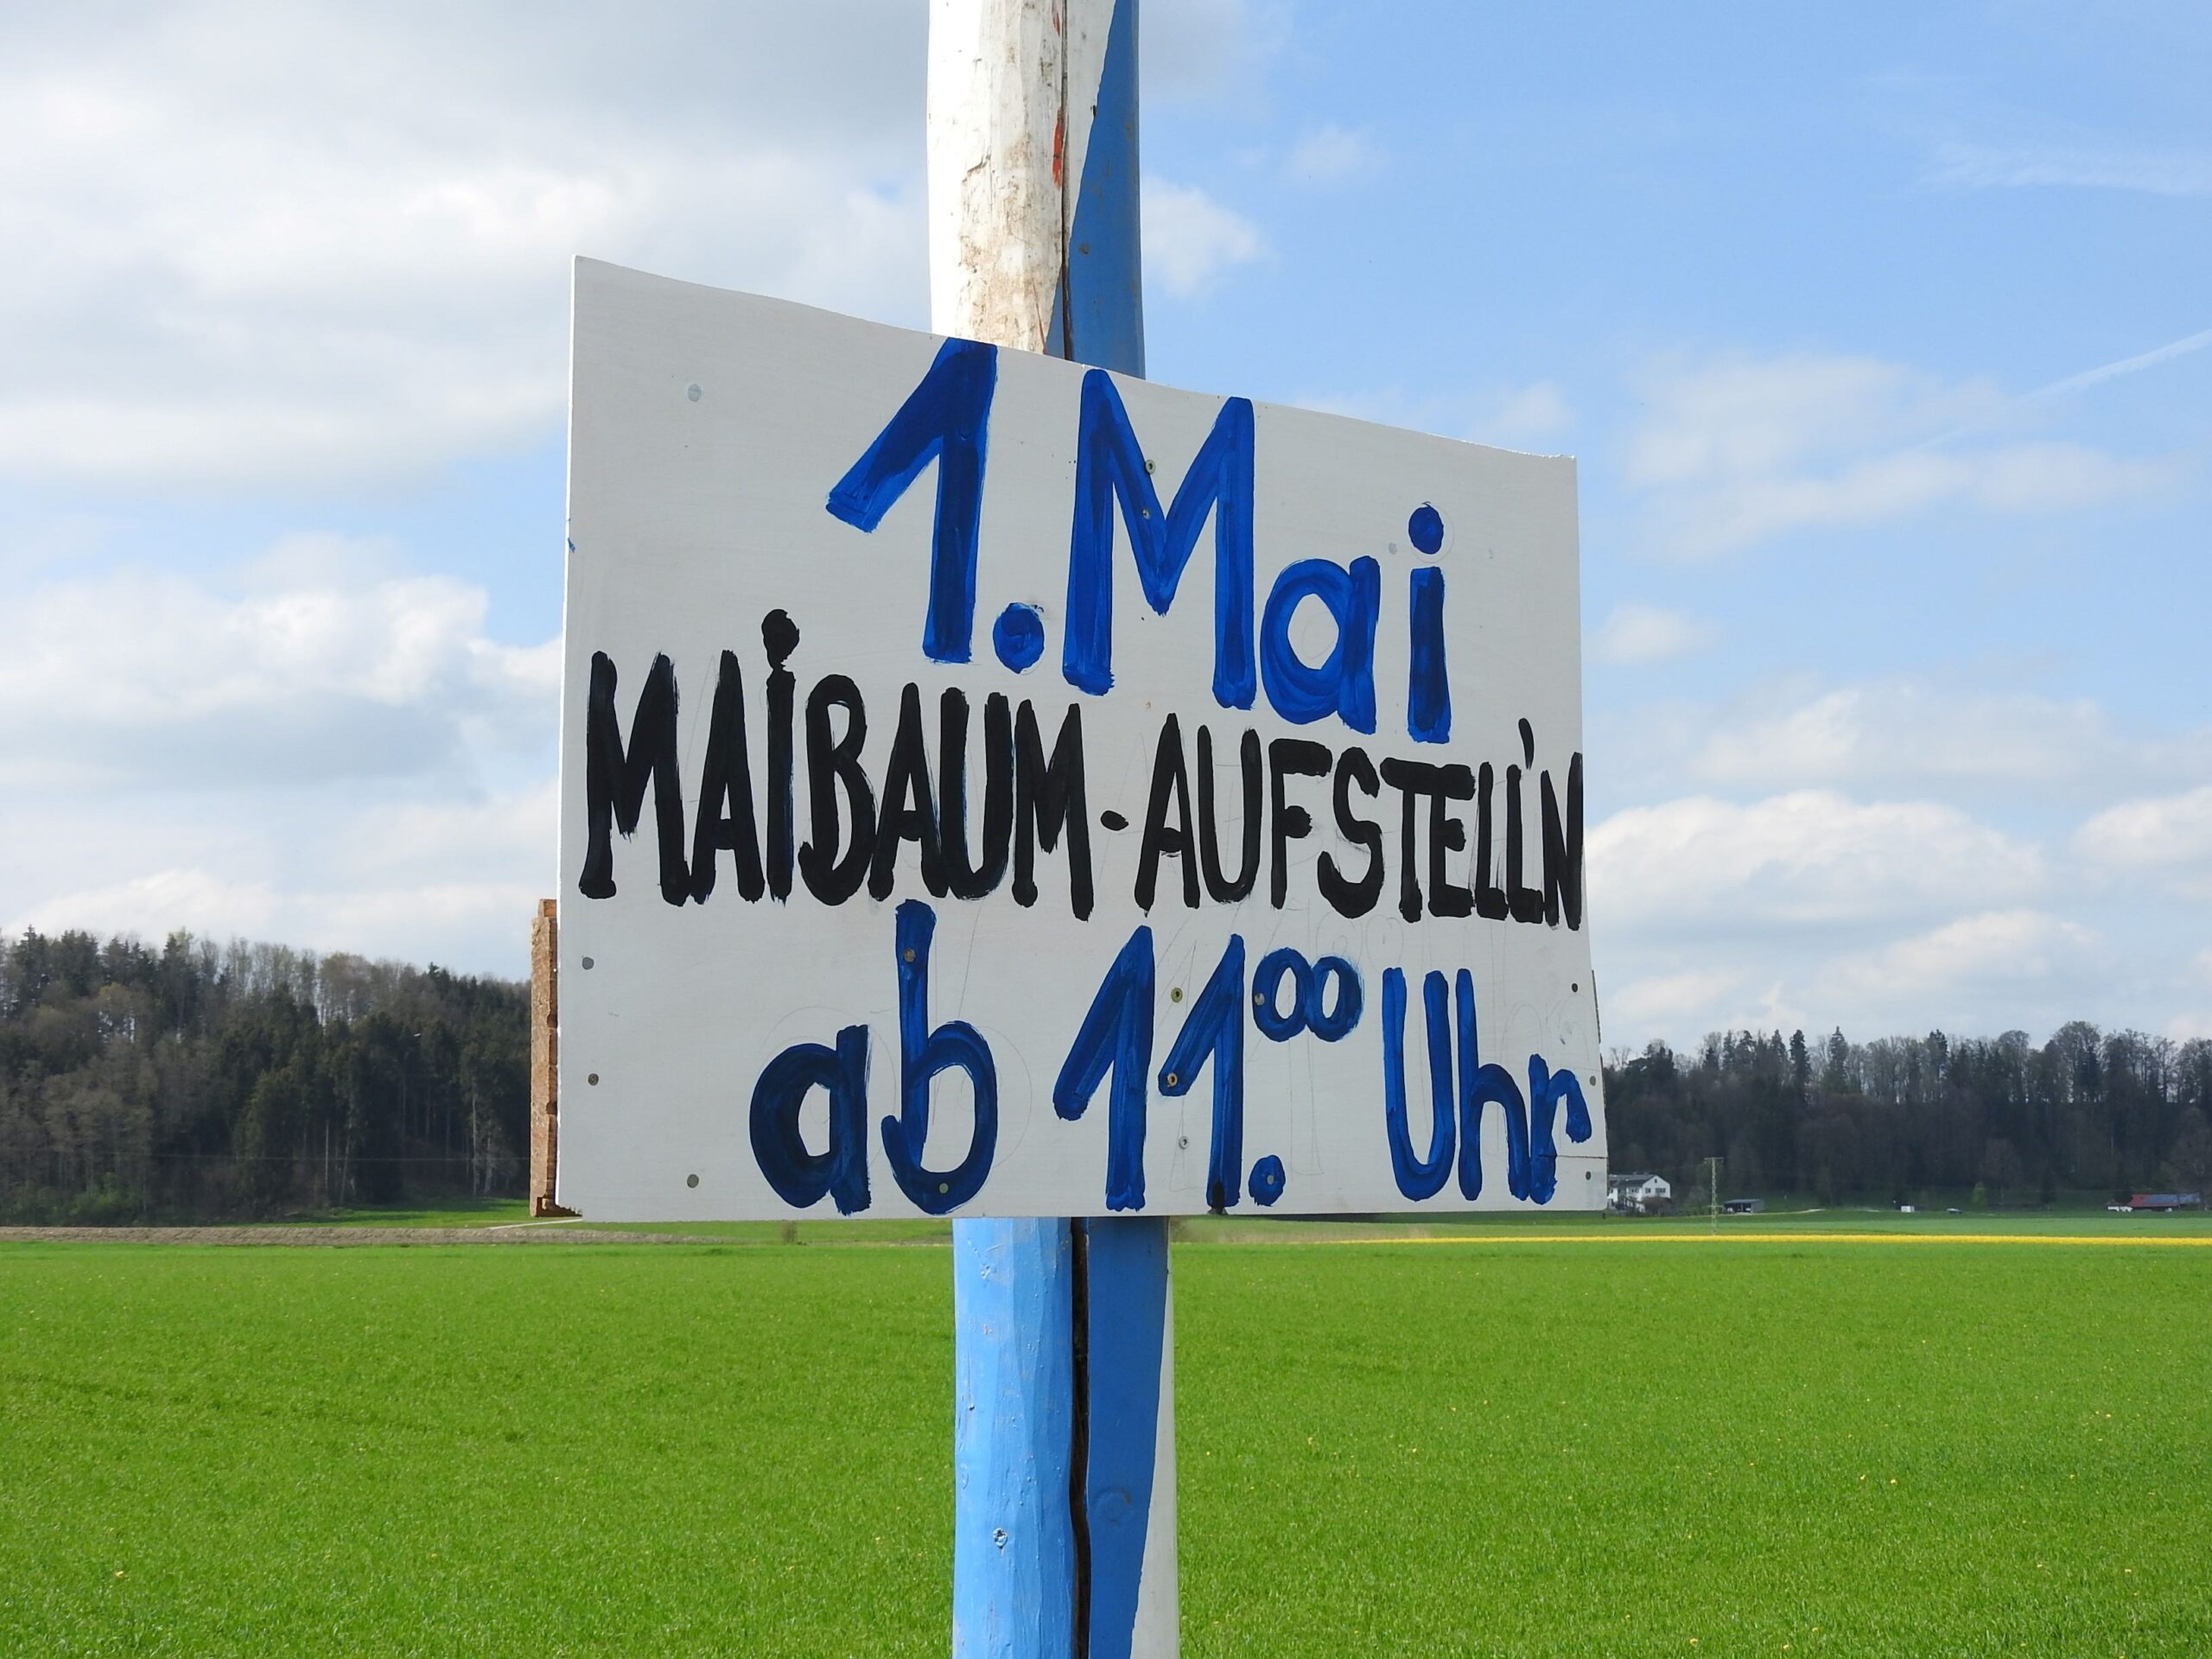 1. Mai
MAIBAUM-AUFSTELL'N
ab 11.00 Uhr